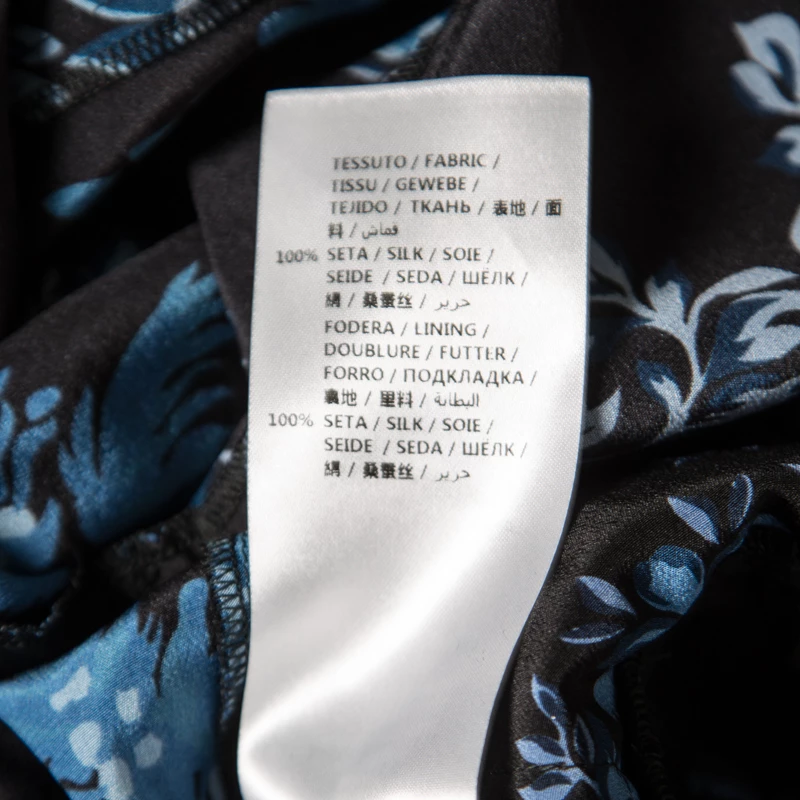 TESSUTO / FABRIC /
TISSU / GEWEBE /
TEJIDO / ТКАНЬ / 表地 / 面
料 / قماش
100% SETA / SILK / SOIE /
SEIDE / SEDA / ШЁЛК /
絹 / 桑蚕丝 / حرير
FODERA / LINING /
DOUBLURE / FUTTER /
FORRO / ПОДКЛАДКА /
裏地 / 里料 / البطانة
100% SETA / SILK / SOIE /
SEIDE / SEDA / ШЁЛК /
絹 / 桑蚕丝 / حرير